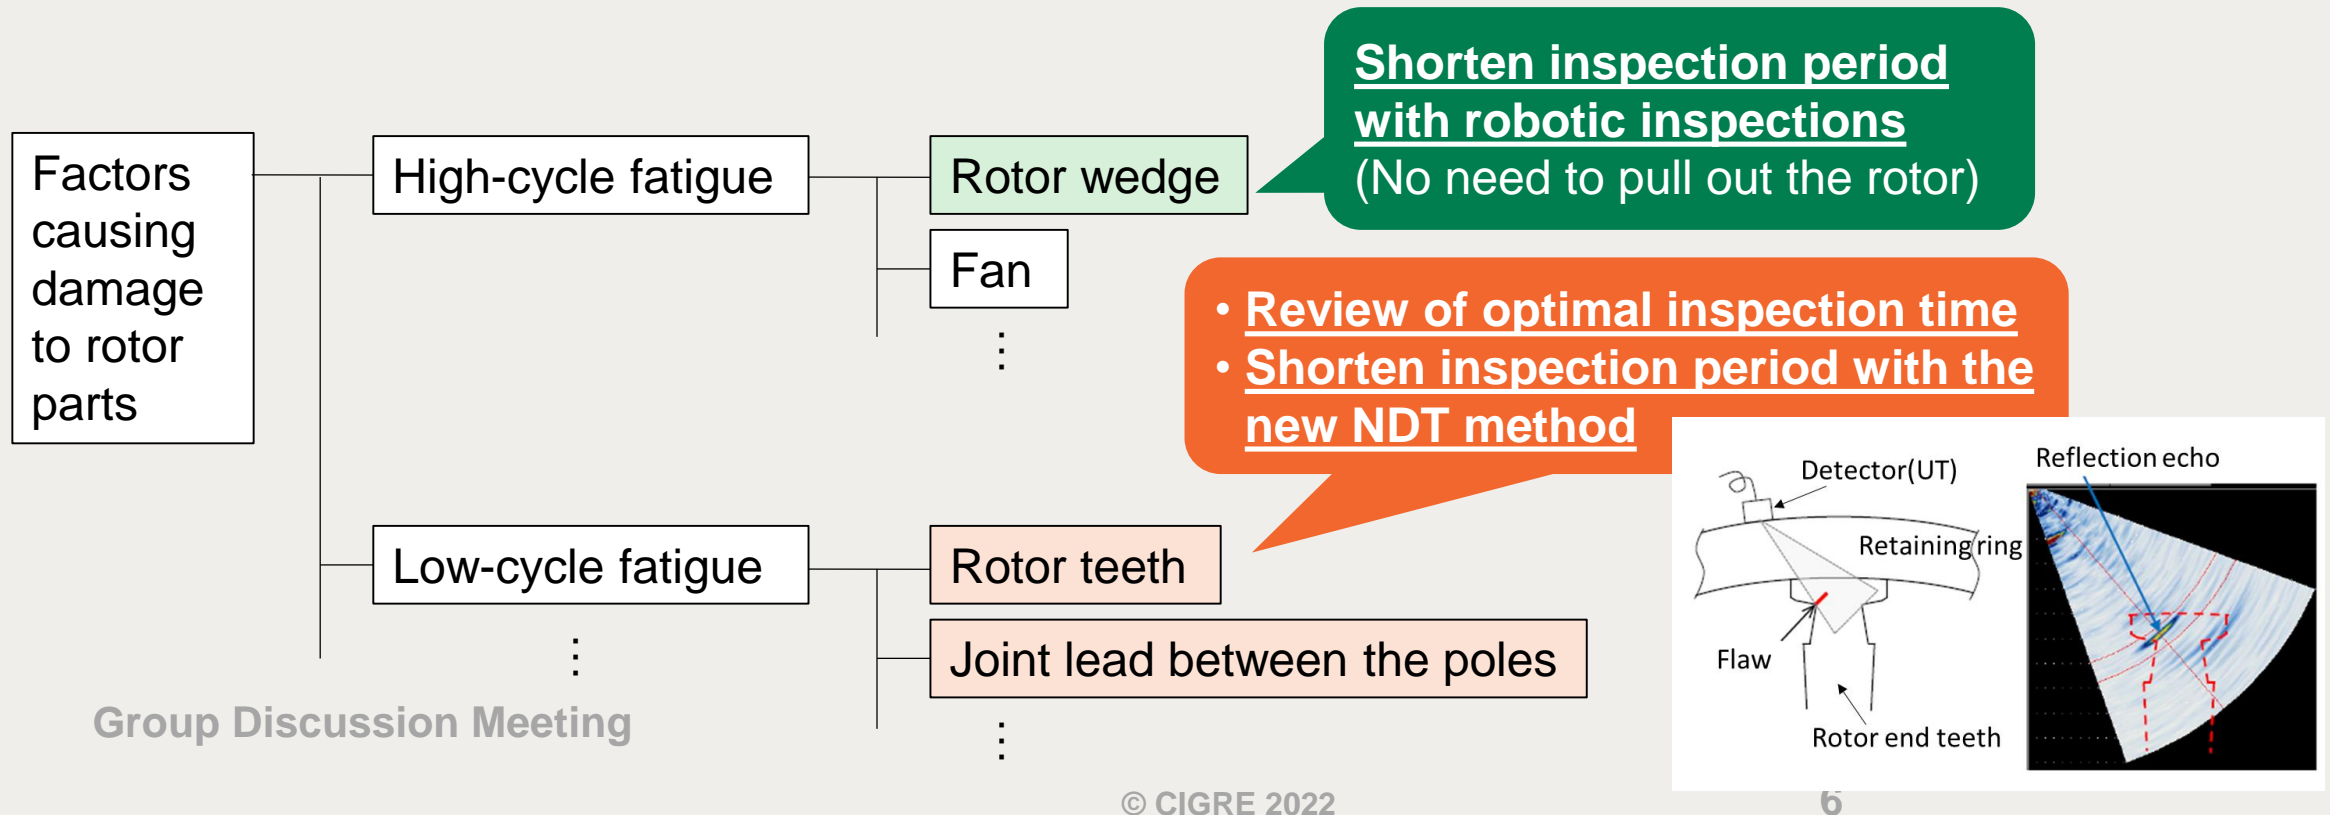 Factors
causing
damage
to rotor
parts
High-cycle fatigue
Rotor wedge
Fan
⋮
Shorten inspection period
with robotic inspections
(No need to pull out the rotor)
• Review of optimal inspection time
• Shorten inspection period with the
new NDT method
Low-cycle fatigue
⋮
Rotor teeth
Joint lead between the poles
⋮
Detector(UT)
Retaining ring
Flaw
Rotor end teeth
Reflection echo
Group Discussion Meeting
© CIGRE 2022
6